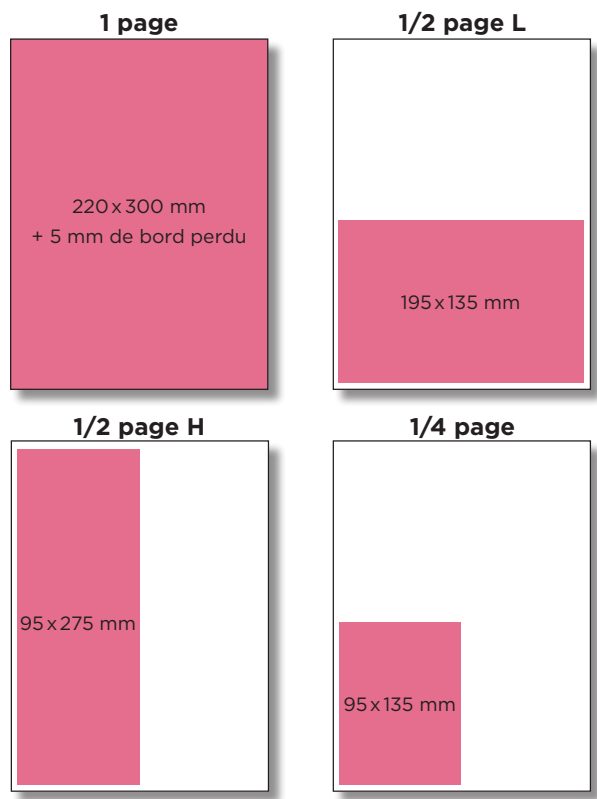 1 page
220 x 300 mm
+ 5 mm de bord perdu
1/2 page L
195 x 135 mm
1/2 page H
95 x 275 mm
1/4 page
95 x 135 mm